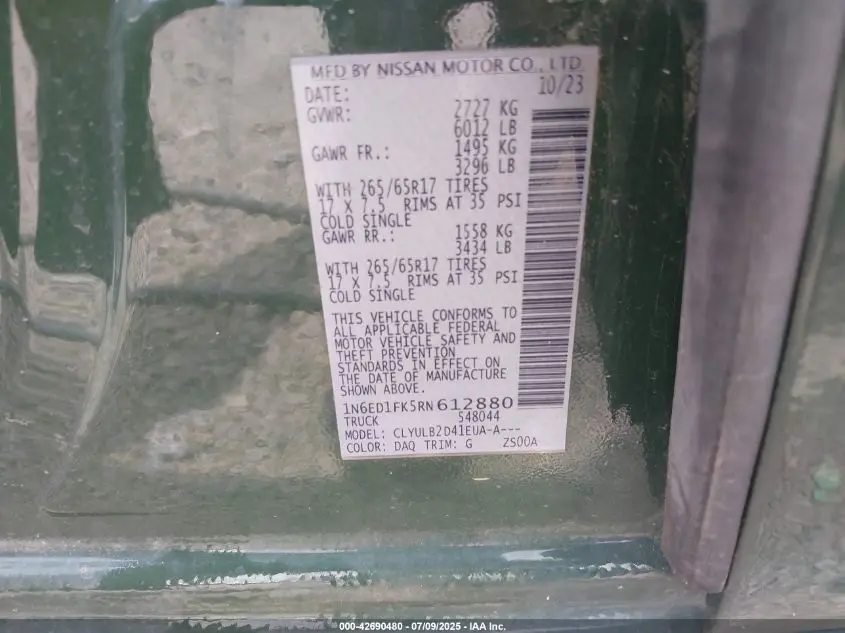 MFD BY NISSAN MOTOR CO., LTD.
DATE: 10/23
GVWR: 2727 KG
6012 LB
GAWR FR.: 1495 KG
3296 LB
WITH 265/65R17 TIRES
17 X 7.5 RIMS AT 35 PSI
COLD SINGLE
GAWR RR.: 1558 KG
3434 LB
WITH 265/65R17 TIRES
17 X 7.5 RIMS AT 35 PSI
COLD SINGLE
THIS VEHICLE CONFORMS TO
ALL APPLICABLE FEDERAL
MOTOR VEHICLE SAFETY AND
THEFT PREVENTION
STANDARDS IN EFFECT ON
THE DATE OF MANUFACTURE
SHOWN ABOVE.
1N6ED1FK5RN612880
TRUCK S48044
MODEL: CLYULB2D41EUA-A---
COLOR: DAQ TRIM: G ZS00A
000-42690480 - 07/09/2025 - IAA Inc.